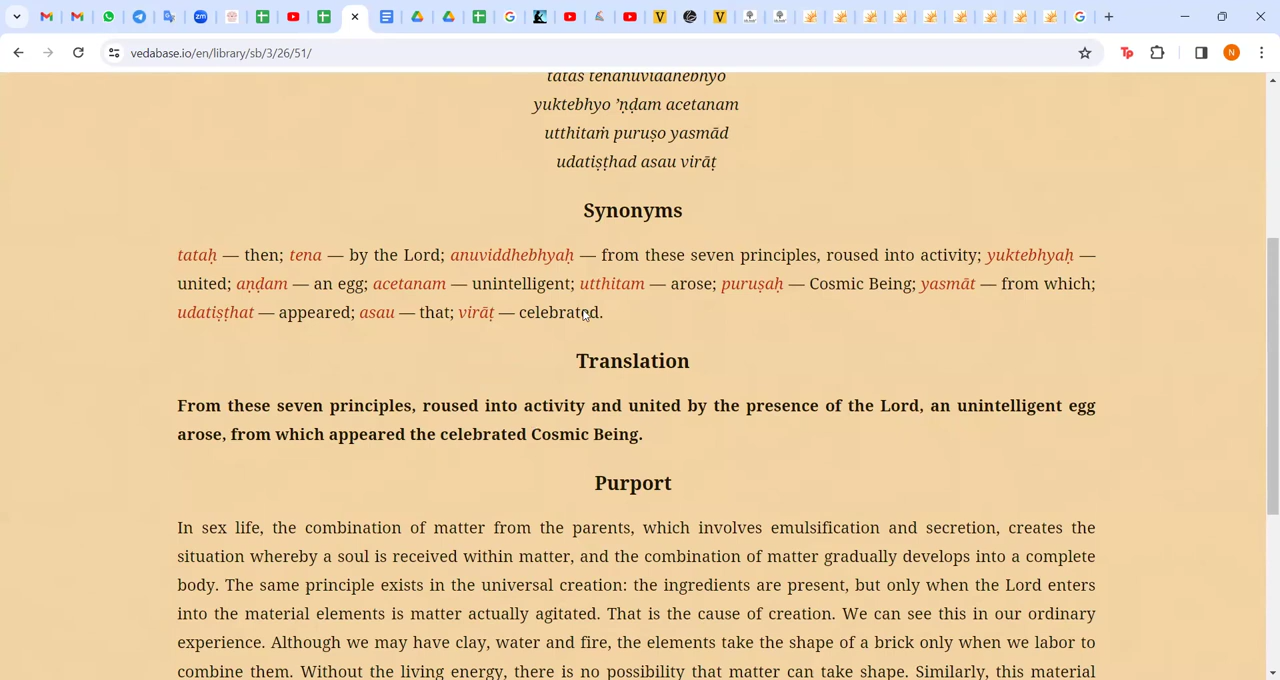 vedabase.io/en/library/sb/3/26/51/
tatas tenānuviddhebhyo
yuktebhyo ’ṇḍam acetanam
utthitaṁ puruṣo yasmād
udatiṣṭhad asau virāṭ
Synonyms
tataḥ — then; tena — by the Lord; anuviddhebhyaḥ — from these seven principles, roused into activity; yuktebhyaḥ —
united; aṇḍam — an egg; acetanam — unintelligent; utthitam — arose; puruṣaḥ — Cosmic Being; yasmāt — from which;
udatiṣṭhat — appeared; asau — that; virāṭ — celebrated.
Translation
From these seven principles, roused into activity and united by the presence of the Lord, an unintelligent egg
arose, from which appeared the celebrated Cosmic Being.
Purport
In sex life, the combination of matter from the parents, which involves emulsification and secretion, creates the
situation whereby a soul is received within matter, and the combination of matter gradually develops into a complete
body. The same principle exists in the universal creation: the ingredients are present, but only when the Lord enters
into the material elements is matter actually agitated. That is the cause of creation. We can see this in our ordinary
experience. Although we may have clay, water and fire, the elements take the shape of a brick only when we labor to
combine them. Without the living energy, there is no possibility that matter can take shape. Similarly, this material